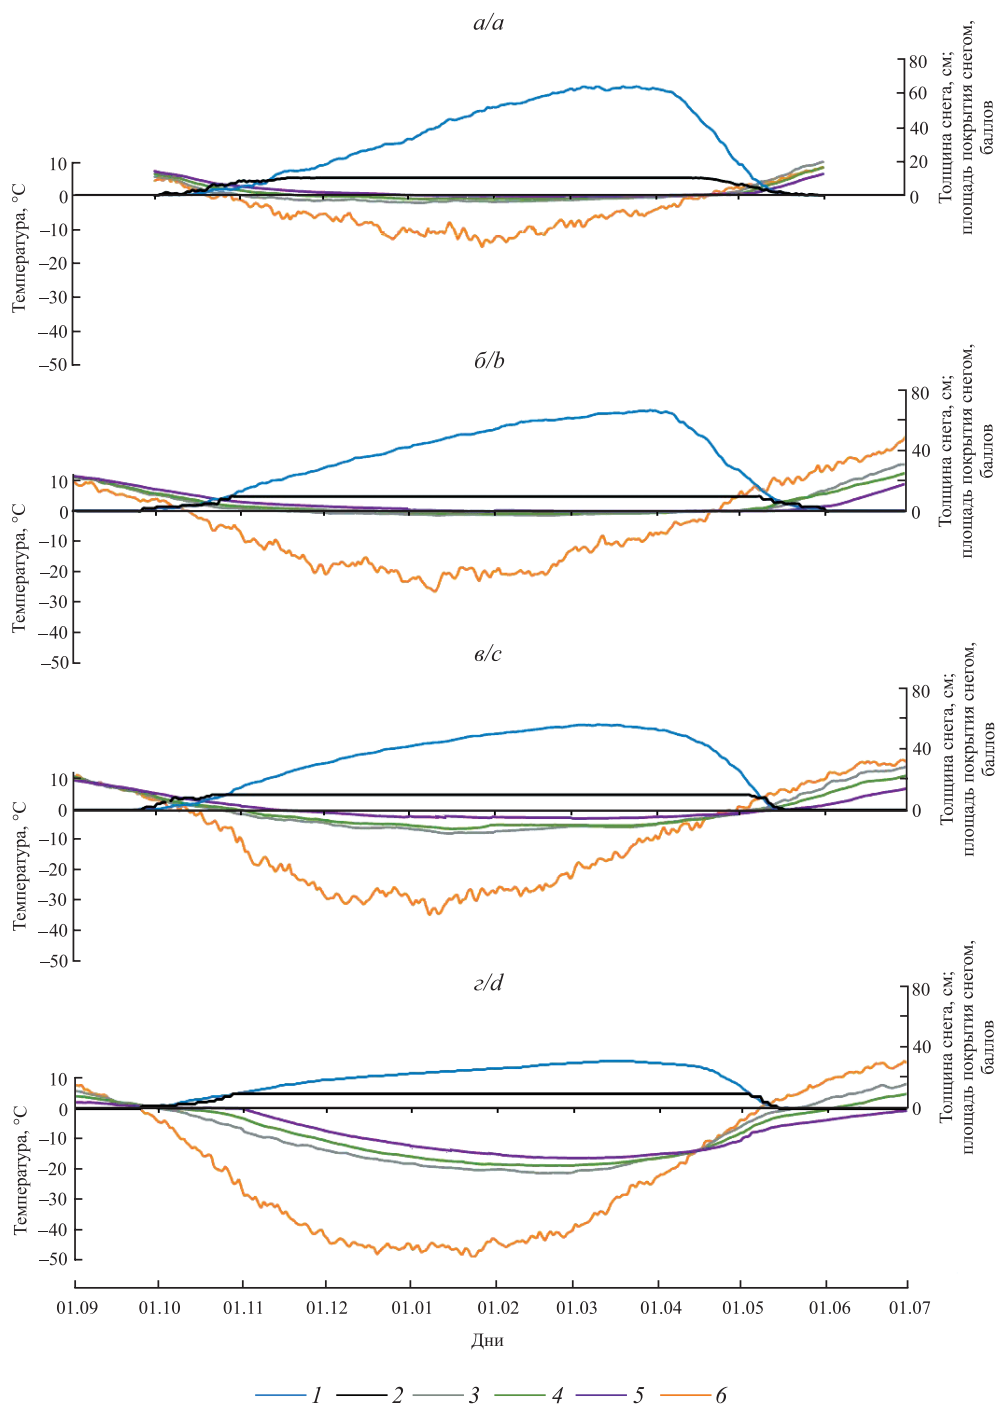 а/a
Температура, °C
10
0
–10
–20
–30
–40
–50
80
60
40
20
0
Толщина снега, см;
площадь покрытия снегом,
баллов
б/b
Температура, °C
10
0
–10
–20
–30
–40
–50
80
40
0
Толщина снега, см;
площадь покрытия снегом,
баллов
в/c
Температура, °C
10
0
–10
–20
–30
–40
–50
80
40
0
Толщина снега, см;
площадь покрытия снегом,
баллов
г/d
Температура, °C
10
0
–10
–20
–30
–40
–50
80
40
0
Толщина снега, см;
площадь покрытия снегом,
баллов
01.09 01.10 01.11 01.12 01.01 01.02 01.03 01.04 01.05 01.06 01.07
Дни
1 2 3 4 5 6